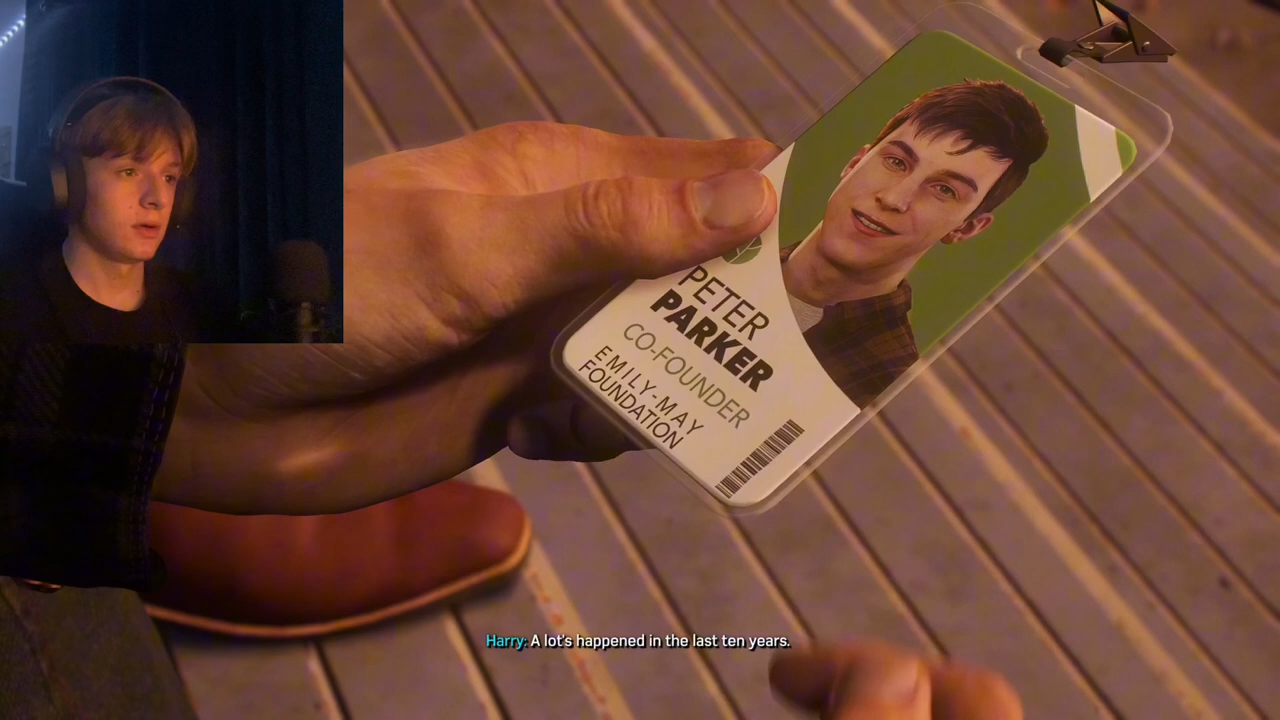 PETER
PARKER
CO-FOUNDER
EMILY-MAY
FOUNDATION
Harry: A lot's happened in the last ten years.